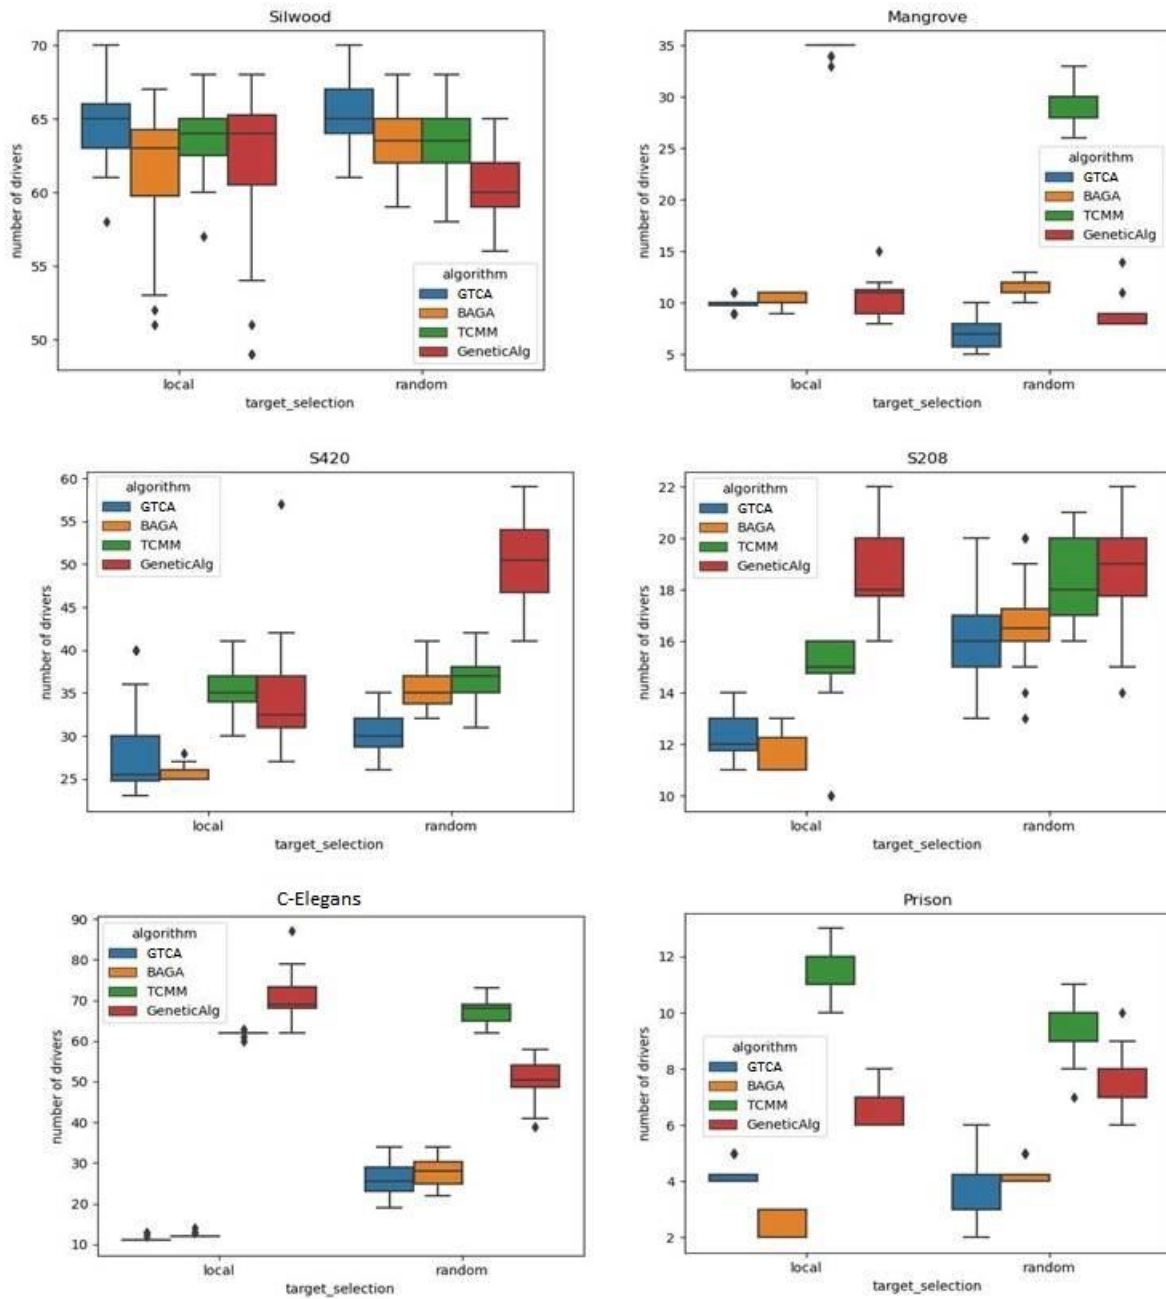 Silwood
number of drivers
70
65
60
55
50
algorithm
GTCA
BAGA
TCMM
GeneticAlg
local
random
target_selection
Mangrove
number of drivers
35
30
25
20
15
10
5
algorithm
GTCA
BAGA
TCMM
GeneticAlg
local
random
target_selection
S420
number of drivers
60
55
50
45
40
35
30
25
algorithm
GTCA
BAGA
TCMM
GeneticAlg
local
random
target_selection
S208
number of drivers
22
20
18
16
14
12
10
algorithm
GTCA
BAGA
TCMM
GeneticAlg
local
random
target_selection
C-Elegans
number of drivers
90
80
70
60
50
40
30
20
10
algorithm
GTCA
BAGA
TCMM
GeneticAlg
local
random
target_selection
Prison
number of drivers
12
10
8
6
4
2
algorithm
GTCA
BAGA
TCMM
GeneticAlg
local
random
target_selection